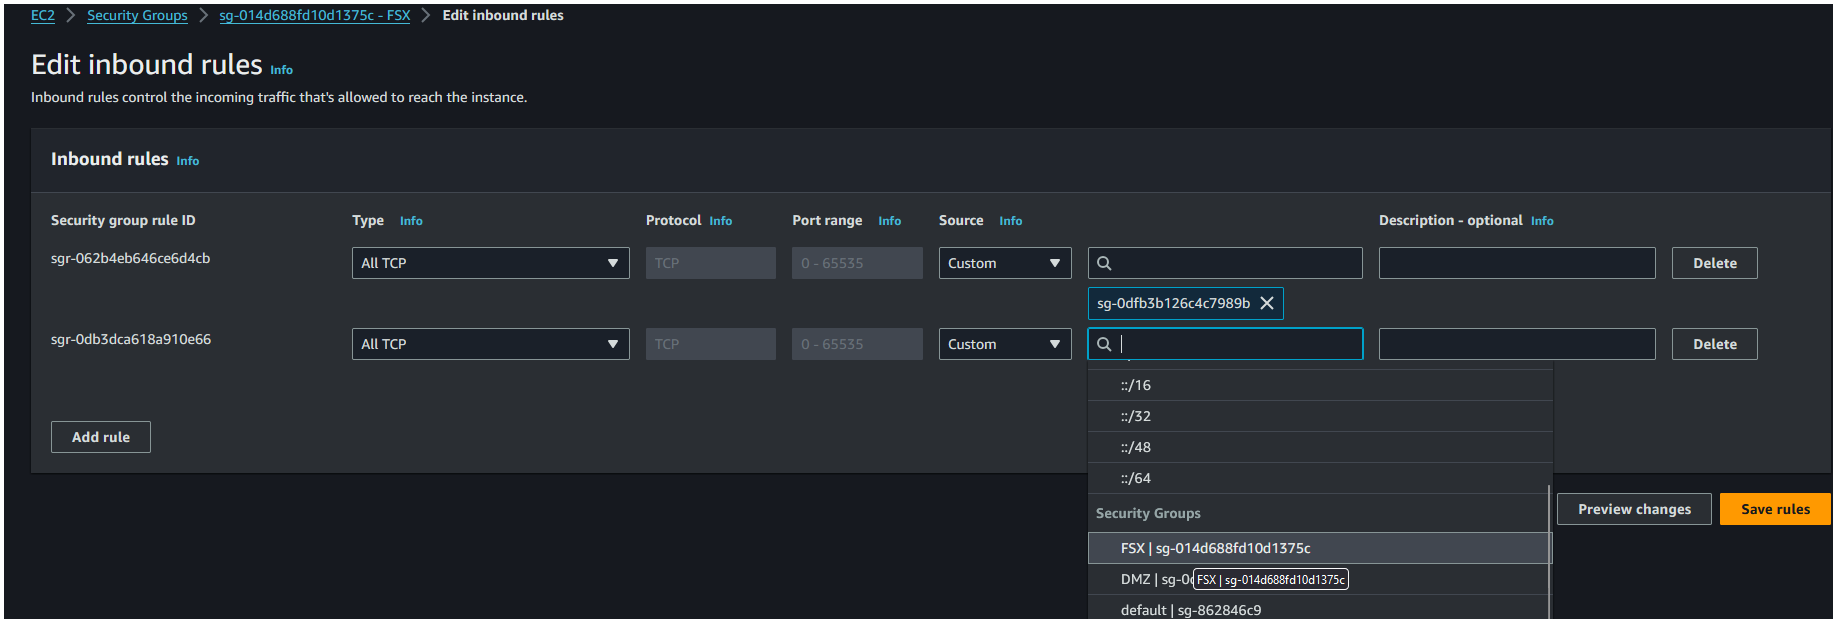 EC2 > Security Groups > sg-014d688fd10d1375c - FSX > Edit inbound rules
Edit inbound rules Info
Inbound rules control the incoming traffic that's allowed to reach the instance.
Inbound rules Info
Security group rule ID Type Info Protocol Info Port range Info Source Info Description - optional Info
sgr-062b4eb646ce6d4cb All TCP TCP 0 - 65535 Custom Delete
sg-0dfb3b126c4c7989b
sgr-0db3dca618a910e66 All TCP TCP 0 - 65535 Custom Delete
::/16
::/32
::/48
::/64
Add rule
Security Groups
Preview changes Save rules
FSX | sg-014d688fd10d1375c
DMZ | FSX | sg-014d688fd10d1375c
default | sg-862846c9